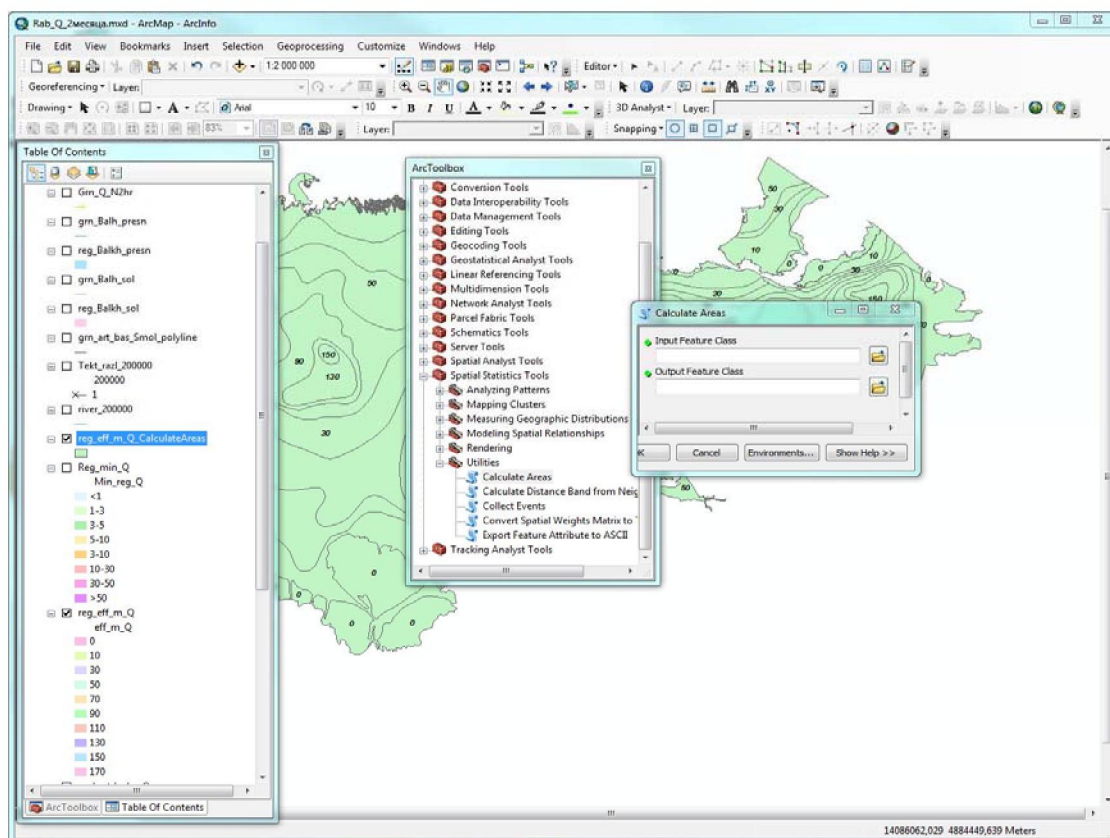 Rab_Q_2месяца.mxd - ArcMap - ArcInfo
File Edit View Bookmarks Insert Selection Geoprocessing Customize Windows Help
1:2 000 000 Editor
Georeferencing Layer:
Drawing A Arial 10 B I U A 3D Analyst Layer:
83% Layer: Snapping
Table Of Contents
Grn_Q_N2hr
grn_Balh_presn
reg_Balkh_presn
grn_Balh_sol
reg_Balkh_sol
grn_art_bas_Smol_polyline
Tekt_razl_200000
200000
1
river_200000
reg_eff_m_Q_CalculateAreas
Reg_min_Q
Min_reg_Q
<1
1-3
3-5
5-10
3-10
10-30
30-50
>50
reg_eff_m_Q
eff_m_Q
0
10
30
50
70
90
110
130
150
170
ArcToolbox Table Of Contents
50
90
150
130
30
0
0
0
ArcToolbox
Conversion Tools
Data Interoperability Tools
Data Management Tools
Editing Tools
Geocoding Tools
Geostatistical Analyst Tools
Linear Referencing Tools
Multidimension Tools
Network Analyst Tools
Parcel Fabric Tools
Schematics Tools
Server Tools
Spatial Analyst Tools
Spatial Statistics Tools
Analyzing Patterns
Mapping Clusters
Measuring Geographic Distributions
Modeling Spatial Relationships
Rendering
Utilities
Calculate Areas
Calculate Distance Band from Neig
Collect Events
Convert Spatial Weights Matrix to
Export Feature Attribute to ASCII
Tracking Analyst Tools
50
30
10
0
0
30
10
30
150
50
Calculate Areas
Input Feature Class
Output Feature Class
Cancel Environments... Show Help >>
14086062,029 4884449,639 Meters